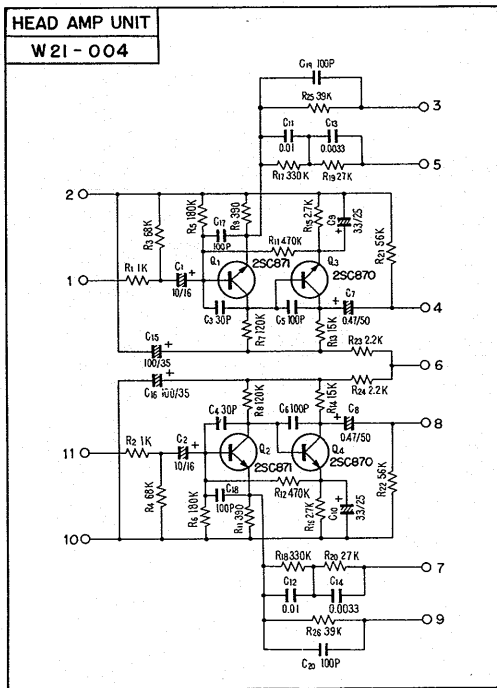 HEAD AMP UNIT
W21-004
C19 100P
R25 39K
3
C11 0.01
C13 0.0033
R17 330K
R19 27K
5
2
R3 68K
R5 180K
C17 100P
R9 390
R11 470K
R15 2.7K
C9 33/25
+
R21 56K
1
R1 1K
C1 10/16
+
Q1 2SC871
Q3 2SC870
C3 30P
C5 100P
C7 0.47/50
+
4
R7 120K
R13 15K
C15 100/35
+
R23 2.2K
6
C16 100/35
+
R24 2.2K
R8 120K
R14 15K
C4 30P
C6 100P
C8 0.47/50
+
8
11
R2 1K
C2 10/16
+
Q2 2SC871
Q4 2SC870
R4 68K
R6 180K
C18 100P
R11 390
R12 470K
R16 2.7K
C10 33/25
+
R22 56K
10
R18 330K
R20 27K
7
C12 0.01
C14 0.0033
R26 39K
9
C20 100P